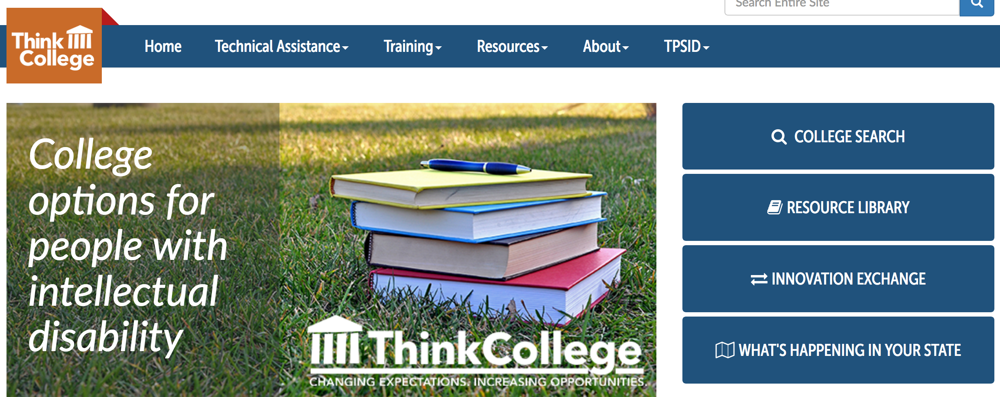 Search Entire Site
Think
College
Home Technical Assistance Training Resources About TPSID
College
options for
people with
intellectual
disability
ThinkCollege
CHANGING EXPECTATIONS. INCREASING OPPORTUNITIES.
COLLEGE SEARCH
RESOURCE LIBRARY
INNOVATION EXCHANGE
WHAT'S HAPPENING IN YOUR STATE